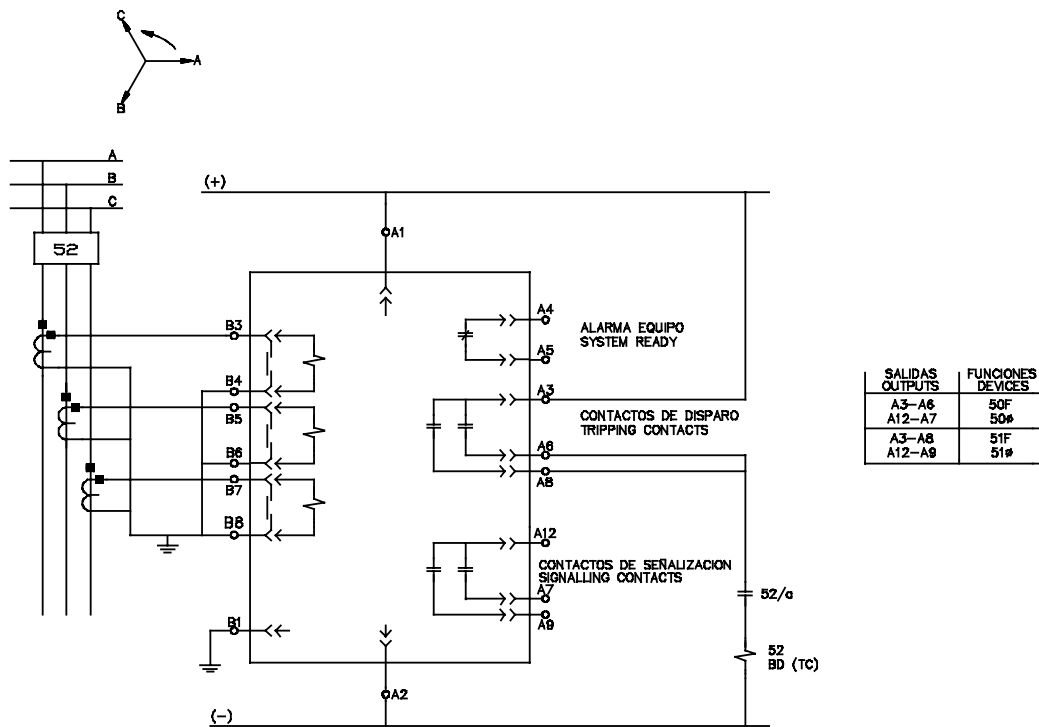 C
A
B
A
B
C
52
(+)
A1
B3
B4
B5
B6
B7
B8
B1
A4
A5
ALARMA EQUIPO
SYSTEM READY
A3
CONTACTOS DE DISPARO
TRIPPING CONTACTS
A6
A8
A12
CONTACTOS DE SEÑALIZACION
SIGNALLING CONTACTS
A7
A9
52/a
52
BD (TC)
A2
(-)
SALIDAS FUNCIONES
OUTPUTS DEVICES
A3-A6 50F
A12-A7 50ø
A3-A8 51F
A12-A9 51ø